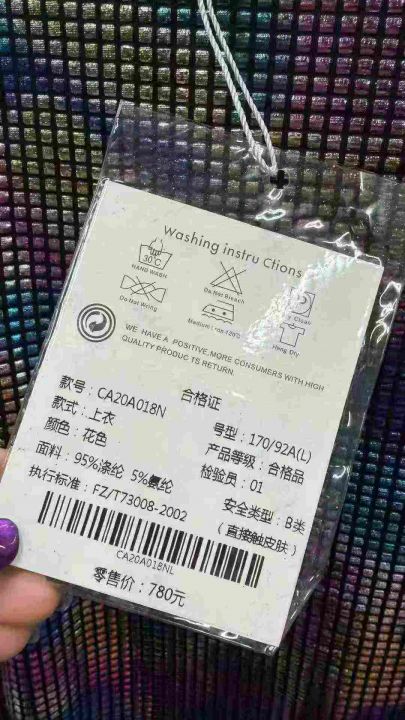 Washing instru Ctions
30 C
HAND WASH
Do Not Bleach
Clean
Do Not Wring
Medium Iron 120°C
Hang Dry
WE HAVE A POSITIVE,MORE CONSUMERS WITH HIGH
QUALITY PRODUC TS RETURN.
合格证
款号：CA20A018N
号型：170/92A(L)
款式：上衣
产品等级：合格品
颜色：花色
检验员：01
面料：95%涤纶 5%氨纶
安全类型：B类
执行标准：FZ/T73008-2002
（直接触皮肤）
CA20A018NL
零售价：780元